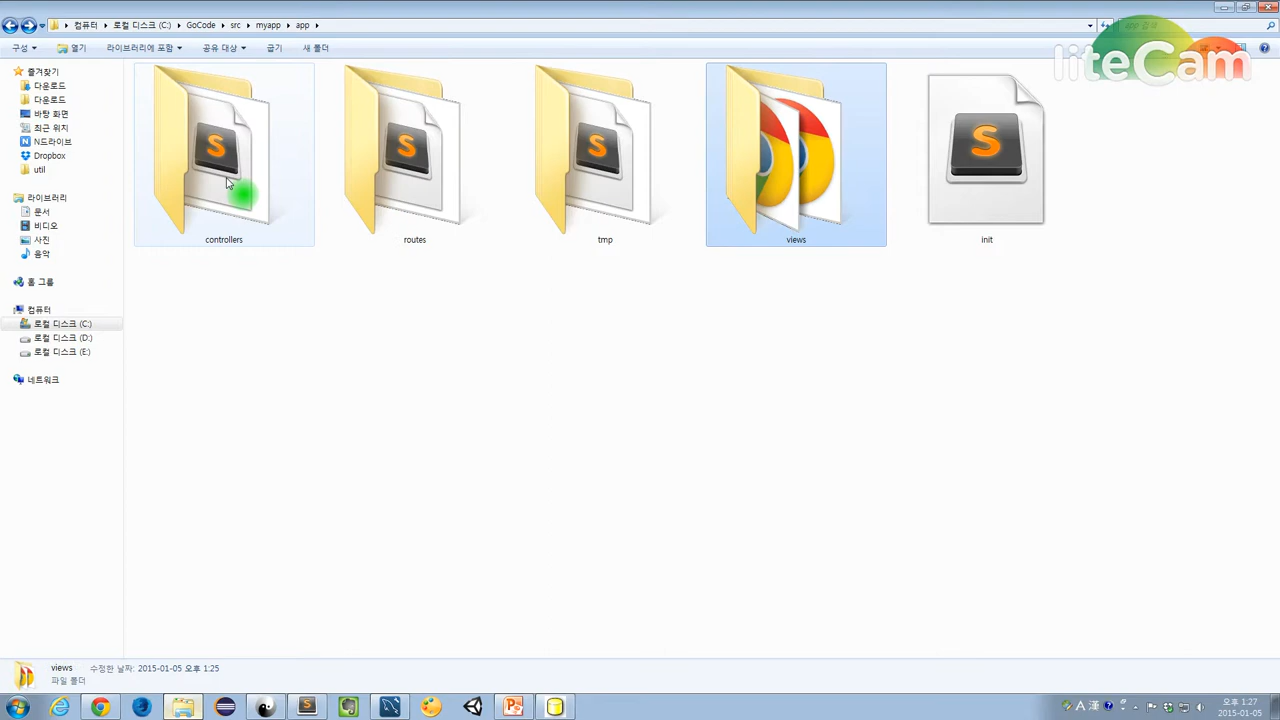 컴퓨터 ▸ 로컬 디스크 (C:) ▸ GoCode ▸ src ▸ myapp ▸ app ▸
app 검색
구성 열기 라이브러리에 포함 공유 대상 굽기 새 폴더
liteCam
즐겨찾기
다운로드
다운로드
바탕 화면
최근 위치
N드라이브
Dropbox
util
라이브러리
문서
비디오
사진
음악
홈 그룹
컴퓨터
로컬 디스크 (C:)
로컬 디스크 (D:)
로컬 디스크 (E:)
네트워크
controllers
routes
tmp
views
init
views 수정한 날짜: 2015-01-05 오후 1:25
파일 폴더
A 漢
오후 1:27
2015-01-05